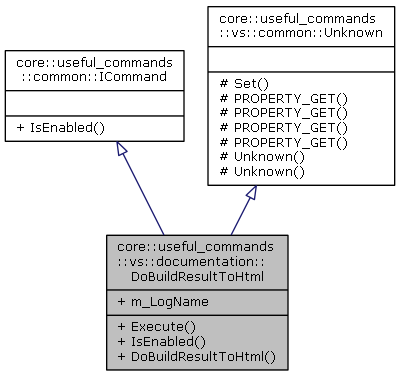 core::useful_commands
::common::ICommand
+ IsEnabled()
core::useful_commands
::vs::common::Unknown
# Set()
# PROPERTY_GET()
# PROPERTY_GET()
# PROPERTY_GET()
# PROPERTY_GET()
# Unknown()
# Unknown()
core::useful_commands
::vs::documentation::
DoBuildResultToHtml
+ m_LogName
+ Execute()
+ IsEnabled()
+ DoBuildResultToHtml()